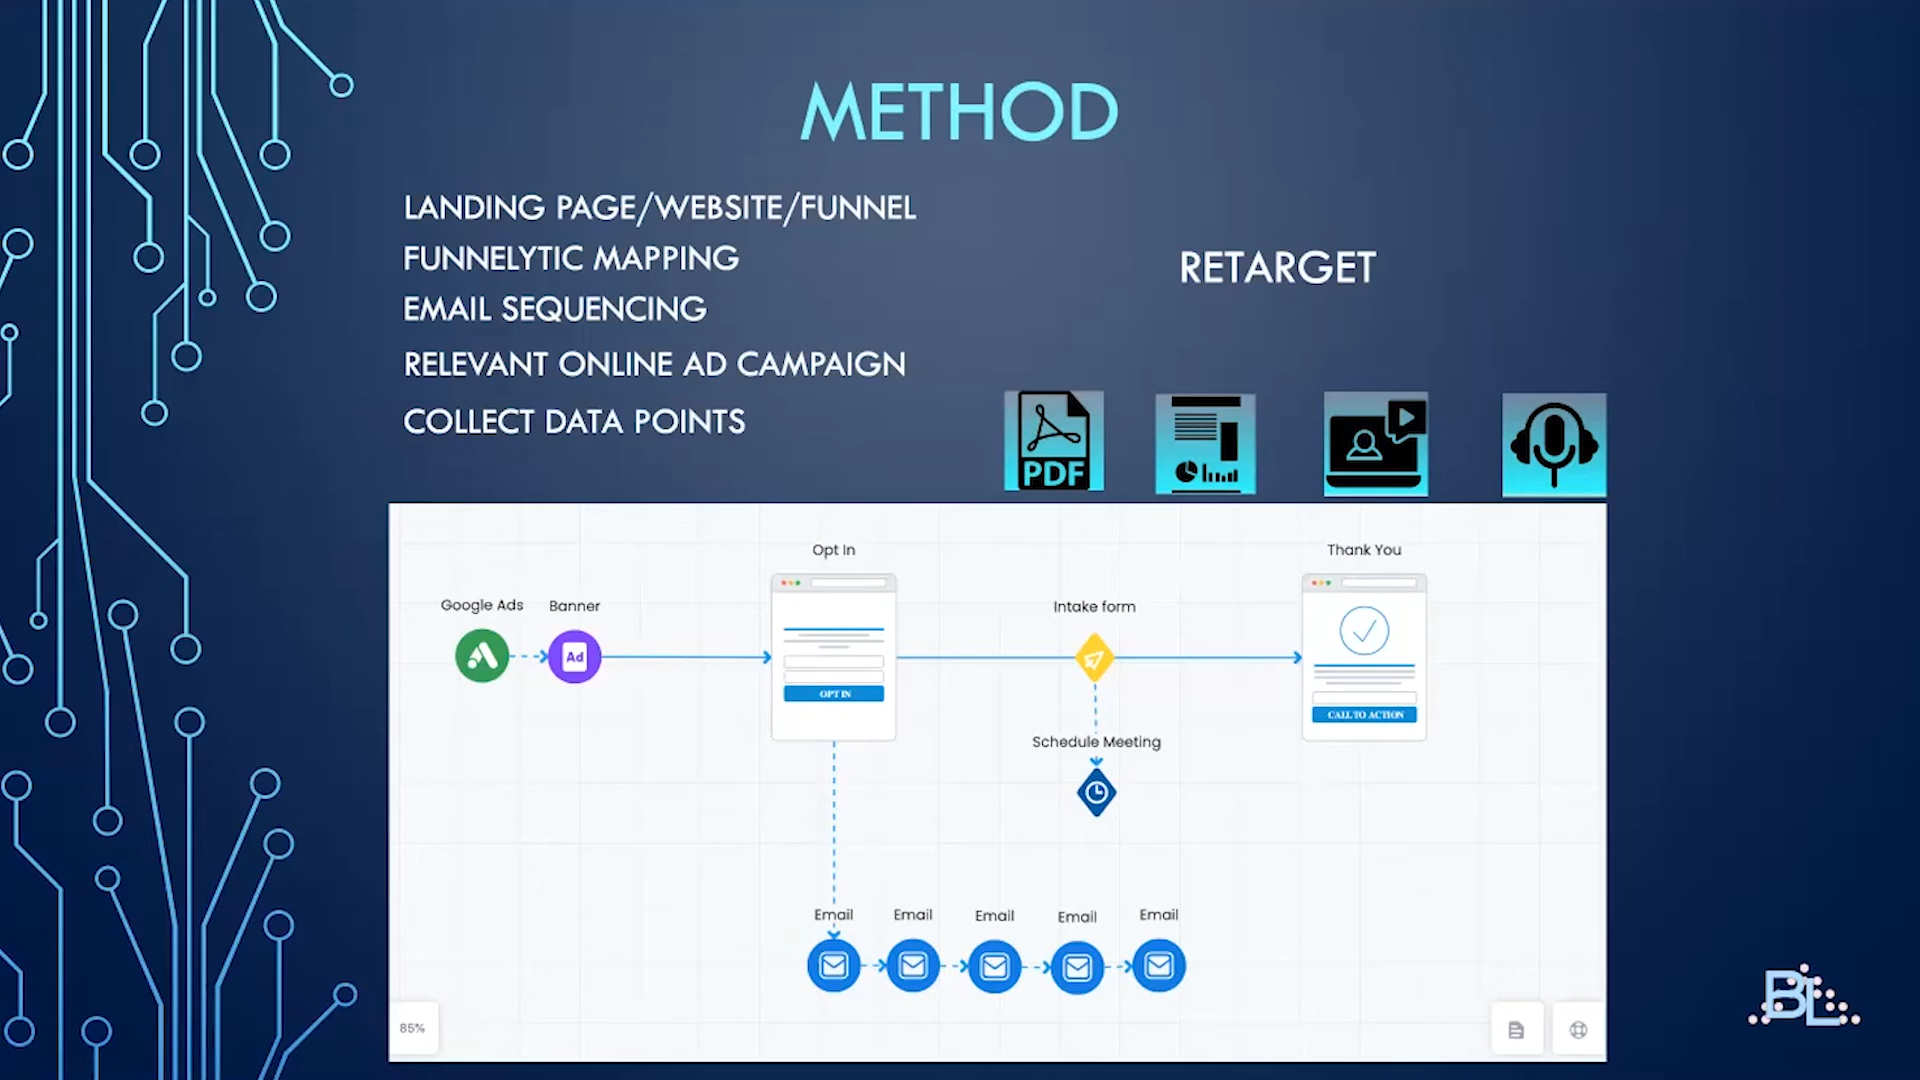 METHOD
LANDING PAGE/WEBSITE/FUNNEL
FUNNELYTIC MAPPING
EMAIL SEQUENCING
RELEVANT ONLINE AD CAMPAIGN
COLLECT DATA POINTS
RETARGET
PDF
Opt In
Thank You
Google Ads
Banner
Intake form
Ad
OPT IN
CALL TO ACTION
Schedule Meeting
Email
Email
Email
Email
Email
85%
BL